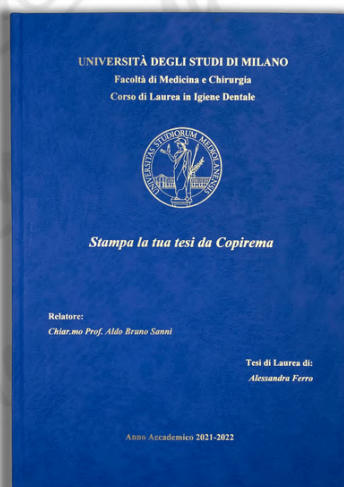 UNIVERSITÀ DEGLI STUDI DI MILANO
Facoltà di Medicina e Chirurgia
Corso di Laurea in Igiene Dentale
UNIVERSITAS STUDIORUM MEDIOLANENSIS
Stampa la tua tesi da Copirema
Relatore:
Chiar.mo Prof. Aldo Bruno Sanni
Tesi di Laurea di:
Alessandra Ferro
Anno Accademico 2021-2022